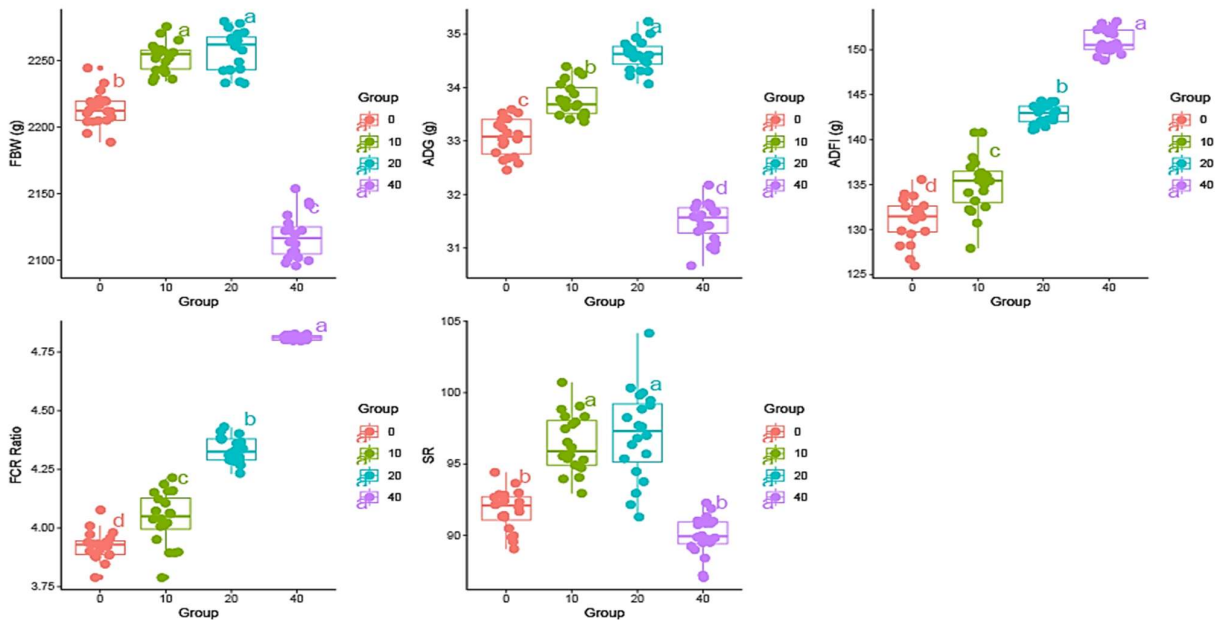 FBW (g)
2250
2200
2150
2100
b
a
a
c
0
10
20
40
Group
Group
a 0
a 10
a 20
a 40
ADG (g)
35
34
33
32
31
c
b
a
d
0
10
20
40
Group
Group
a 0
a 10
a 20
a 40
ADFI (g)
150
145
140
135
130
125
d
c
b
a
0
10
20
40
Group
Group
a 0
a 10
a 20
a 40
FCR Ratio
4.75
4.50
4.25
4.00
3.75
d
c
b
a
0
10
20
40
Group
Group
a 0
a 10
a 20
a 40
SR
105
100
95
90
b
a
a
b
0
10
20
40
Group
Group
a 0
a 10
a 20
a 40